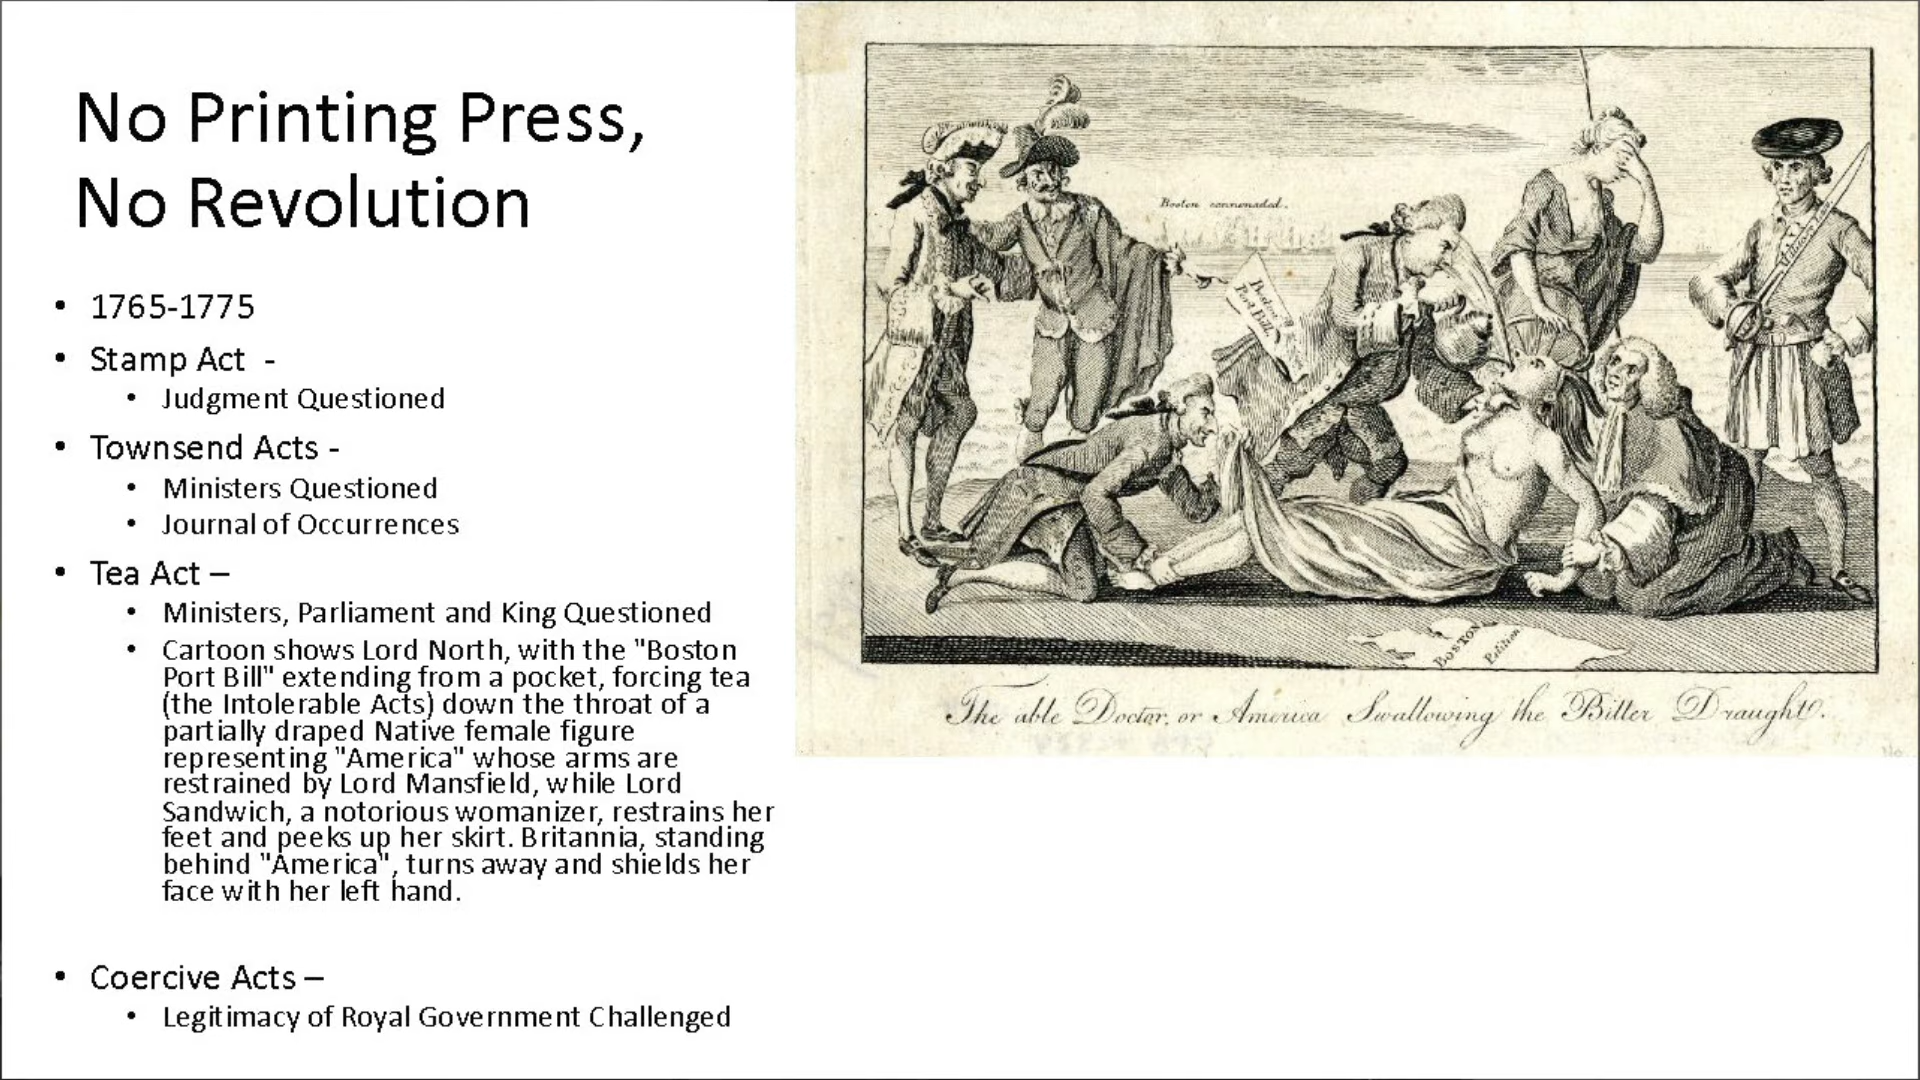 No Printing Press,
No Revolution
• 1765-1775
• Stamp Act -
• Judgment Questioned
• Townsend Acts -
• Ministers Questioned
• Journal of Occurrences
• Tea Act –
• Ministers, Parliament and King Questioned
• Cartoon shows Lord North, with the "Boston
Port Bill" extending from a pocket, forcing tea
(the Intolerable Acts) down the throat of a
partially draped Native female figure
representing "America" whose arms are
restrained by Lord Mansfield, while Lord
Sandwich, a notorious womanizer, restrains her
feet and peeks up her skirt. Britannia, standing
behind "America", turns away and shields her
face with her left hand.
• Coercive Acts –
• Legitimacy of Royal Government Challenged
Boston cannonaded.
Boston
Port Bill
BOSTON
Petition
The able Doctor, or America Swallowing the Bitter Draught.